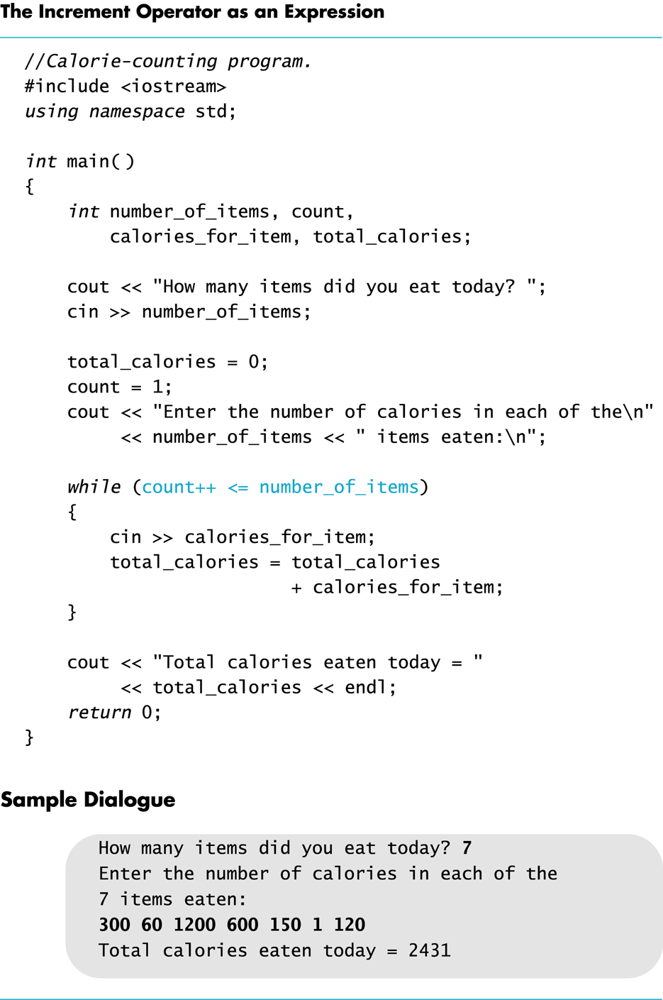 The Increment Operator as an Expression
//Calorie-counting program.
#include <iostream>
using namespace std;
int main( )
{
int number_of_items, count,
calories_for_item, total_calories;
cout << "How many items did you eat today? ";
cin >> number_of_items;
total_calories = 0;
count = 1;
cout << "Enter the number of calories in each of the\n"
<< number_of_items << " items eaten:\n";
while (count++ <= number_of_items)
{
cin >> calories_for_item;
total_calories = total_calories
+ calories_for_item;
}
cout << "Total calories eaten today = "
<< total_calories << endl;
return 0;
}
Sample Dialogue
How many items did you eat today? 7
Enter the number of calories in each of the
7 items eaten:
300 60 1200 600 150 1 120
Total calories eaten today = 2431